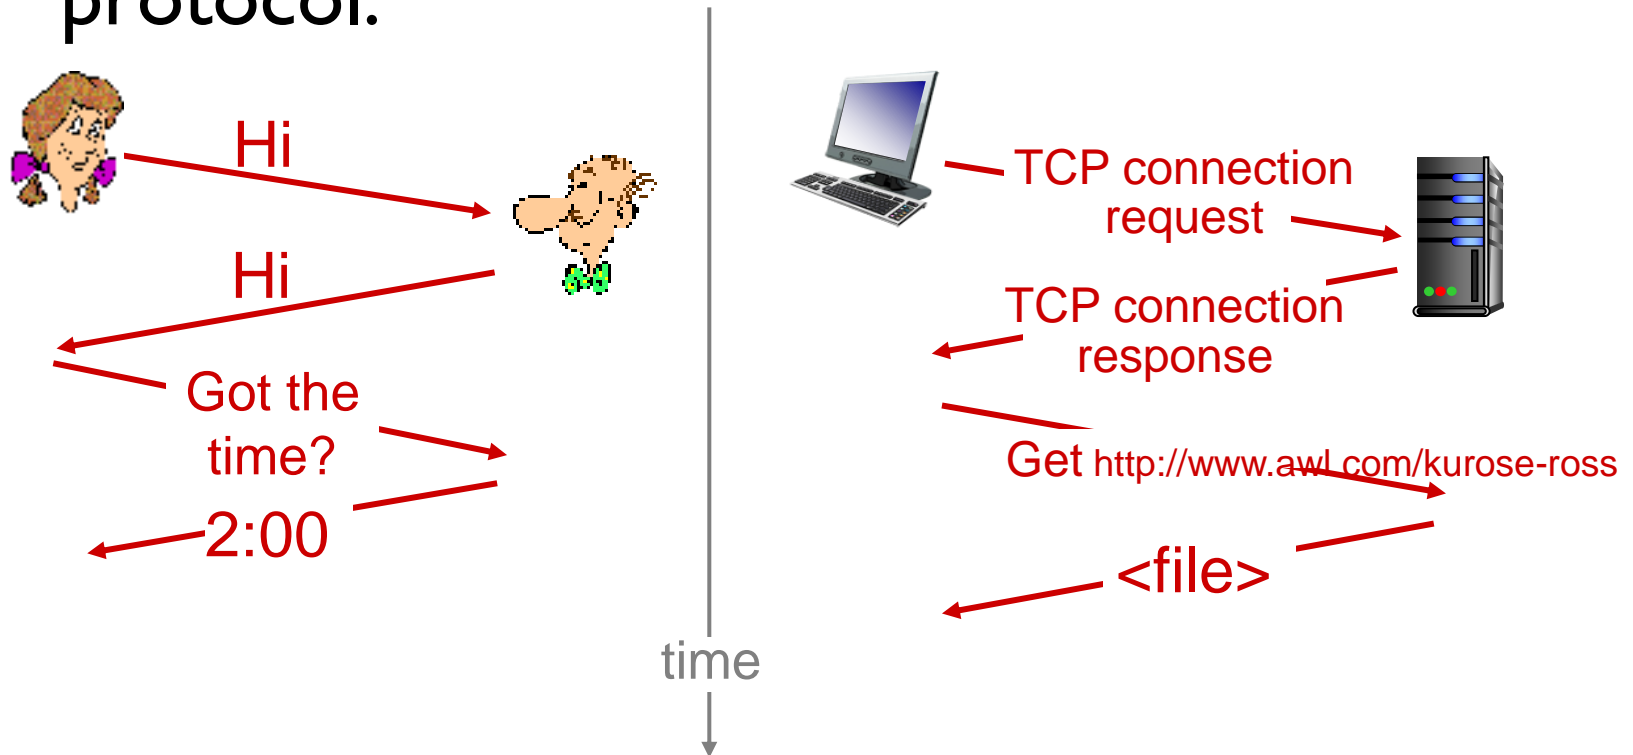 protocol:
Hi
Hi
Got the
time?
2:00
TCP connection
request
TCP connection
response
Get http://www.awl.com/kurose-ross
<file>
time